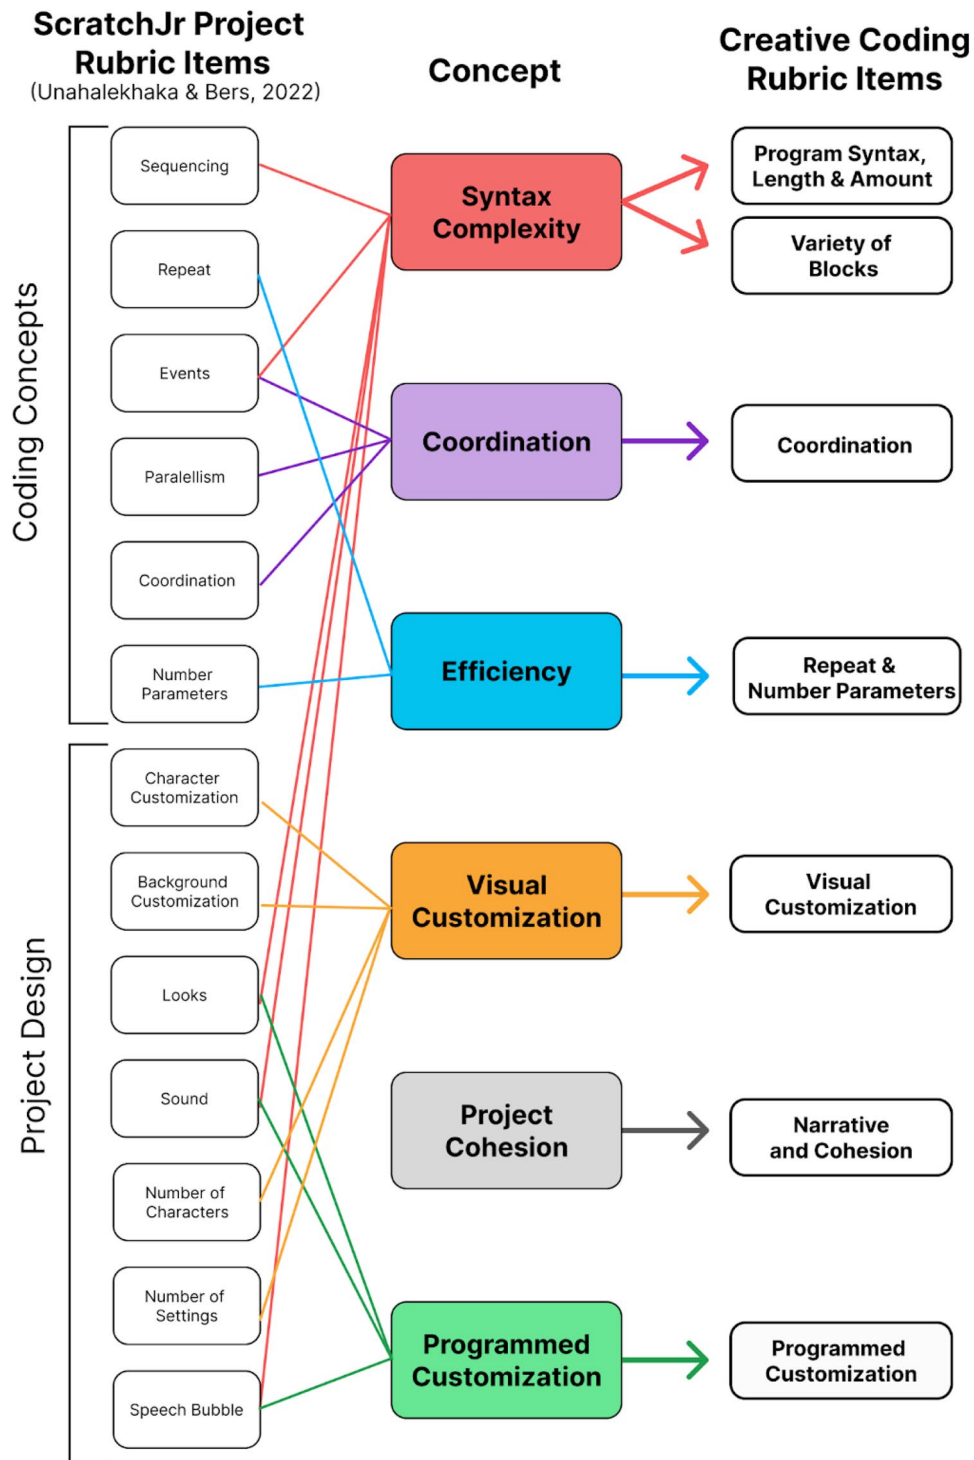 ScratchJr Project
Rubric Items
(Unahalekhaka & Bers, 2022)
Concept
Creative Coding
Rubric Items
Coding Concepts
Sequencing
Repeat
Events
Paralellism
Coordination
Number
Parameters
Project Design
Character
Customization
Background
Customization
Looks
Sound
Number of
Characters
Number of
Settings
Speech Bubble
Syntax
Complexity
Coordination
Efficiency
Visual
Customization
Project
Cohesion
Programmed
Customization
Program Syntax,
Length & Amount
Variety of
Blocks
Coordination
Repeat &
Number Parameters
Visual
Customization
Narrative
and Cohesion
Programmed
Customization